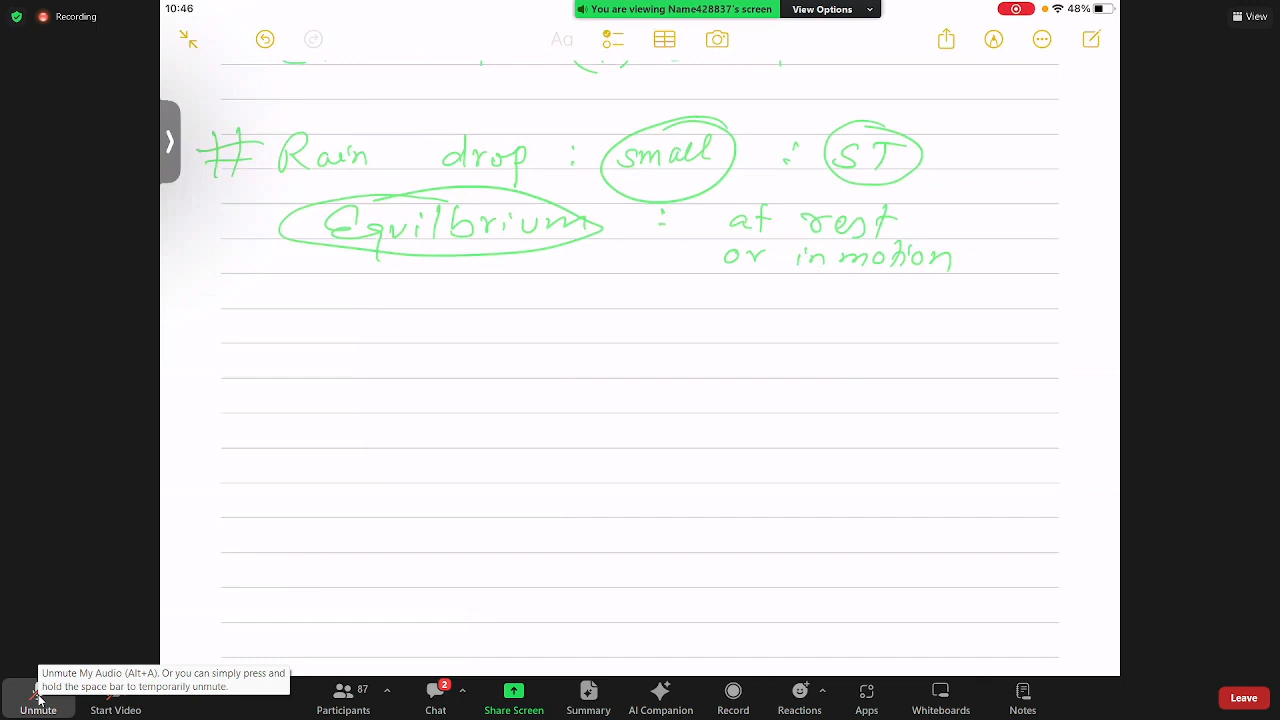 10:46
You are viewing Name428837's screen
View Options
48%
Recording
View
Aa
# Rain drop : small ∴ ST
Equilbrium : at rest
or in motion
Unmute My Audio (Alt+A). Or you can simply press and
hold the space bar to temporarily unmute.
87
2
Unmute
Start Video
Participants
Chat
Share Screen
Summary
AI Companion
Record
Reactions
Apps
Whiteboards
Notes
Leave